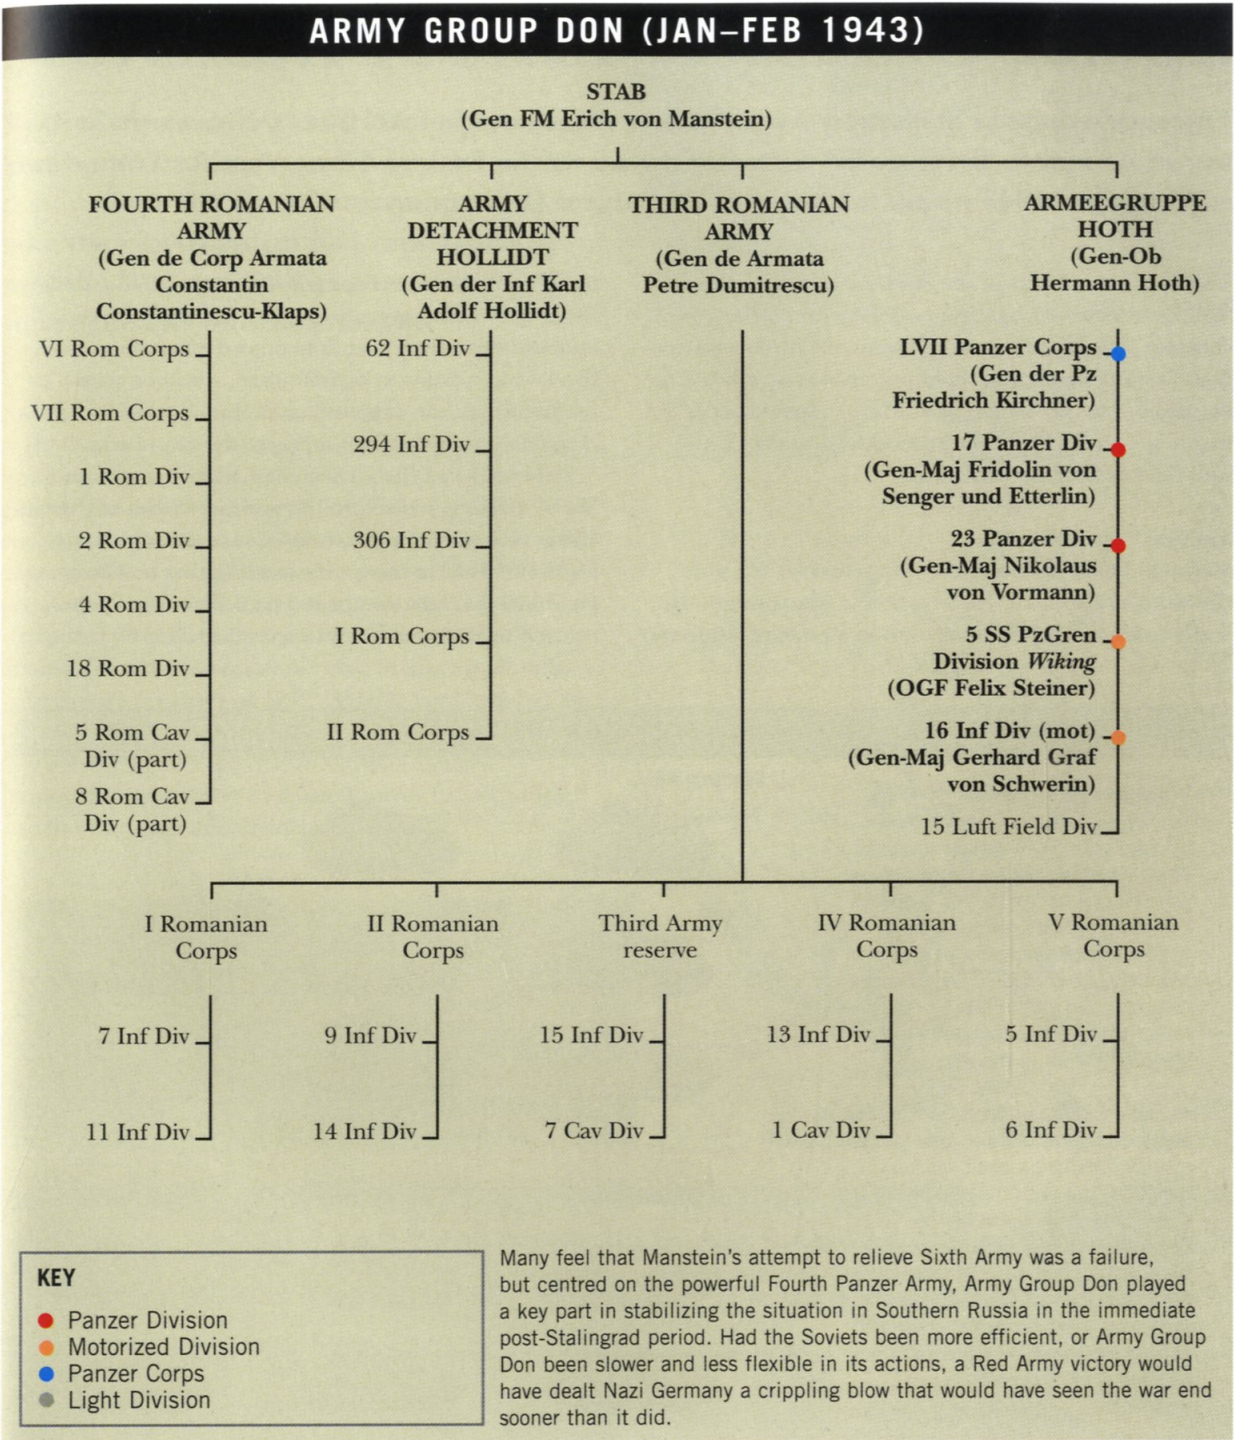 ARMY GROUP DON (JAN–FEB 1943)
STAB
(Gen FM Erich von Manstein)
FOURTH ROMANIAN
ARMY
(Gen de Corp Armata
Constantin
Constantinescu-Klaps)
VI Rom Corps
VII Rom Corps
1 Rom Div
2 Rom Div
4 Rom Div
18 Rom Div
5 Rom Cav
Div (part)
8 Rom Cav
Div (part)
ARMY
DETACHMENT
HOLLIDT
(Gen der Inf Karl
Adolf Hollidt)
62 Inf Div
294 Inf Div
306 Inf Div
I Rom Corps
II Rom Corps
THIRD ROMANIAN
ARMY
(Gen de Armata
Petre Dumitrescu)
ARMEEGRUPPE
HOTH
(Gen-Ob
Hermann Hoth)
LVII Panzer Corps
(Gen der Pz
Friedrich Kirchner)
17 Panzer Div
(Gen-Maj Fridolin von
Senger und Etterlin)
23 Panzer Div
(Gen-Maj Nikolaus
von Vormann)
5 SS PzGren
Division Wiking
(OGF Felix Steiner)
16 Inf Div (mot)
(Gen-Maj Gerhard Graf
von Schwerin)
15 Luft Field Div
I Romanian
Corps
7 Inf Div
11 Inf Div
II Romanian
Corps
9 Inf Div
14 Inf Div
Third Army
reserve
15 Inf Div
7 Cav Div
IV Romanian
Corps
13 Inf Div
1 Cav Div
V Romanian
Corps
5 Inf Div
6 Inf Div
KEY
Panzer Division
Motorized Division
Panzer Corps
Light Division
Many feel that Manstein's attempt to relieve Sixth Army was a failure,
but centred on the powerful Fourth Panzer Army, Army Group Don played
a key part in stabilizing the situation in Southern Russia in the immediate
post-Stalingrad period. Had the Soviets been more efficient, or Army Group
Don been slower and less flexible in its actions, a Red Army victory would
have dealt Nazi Germany a crippling blow that would have seen the war end
sooner than it did.